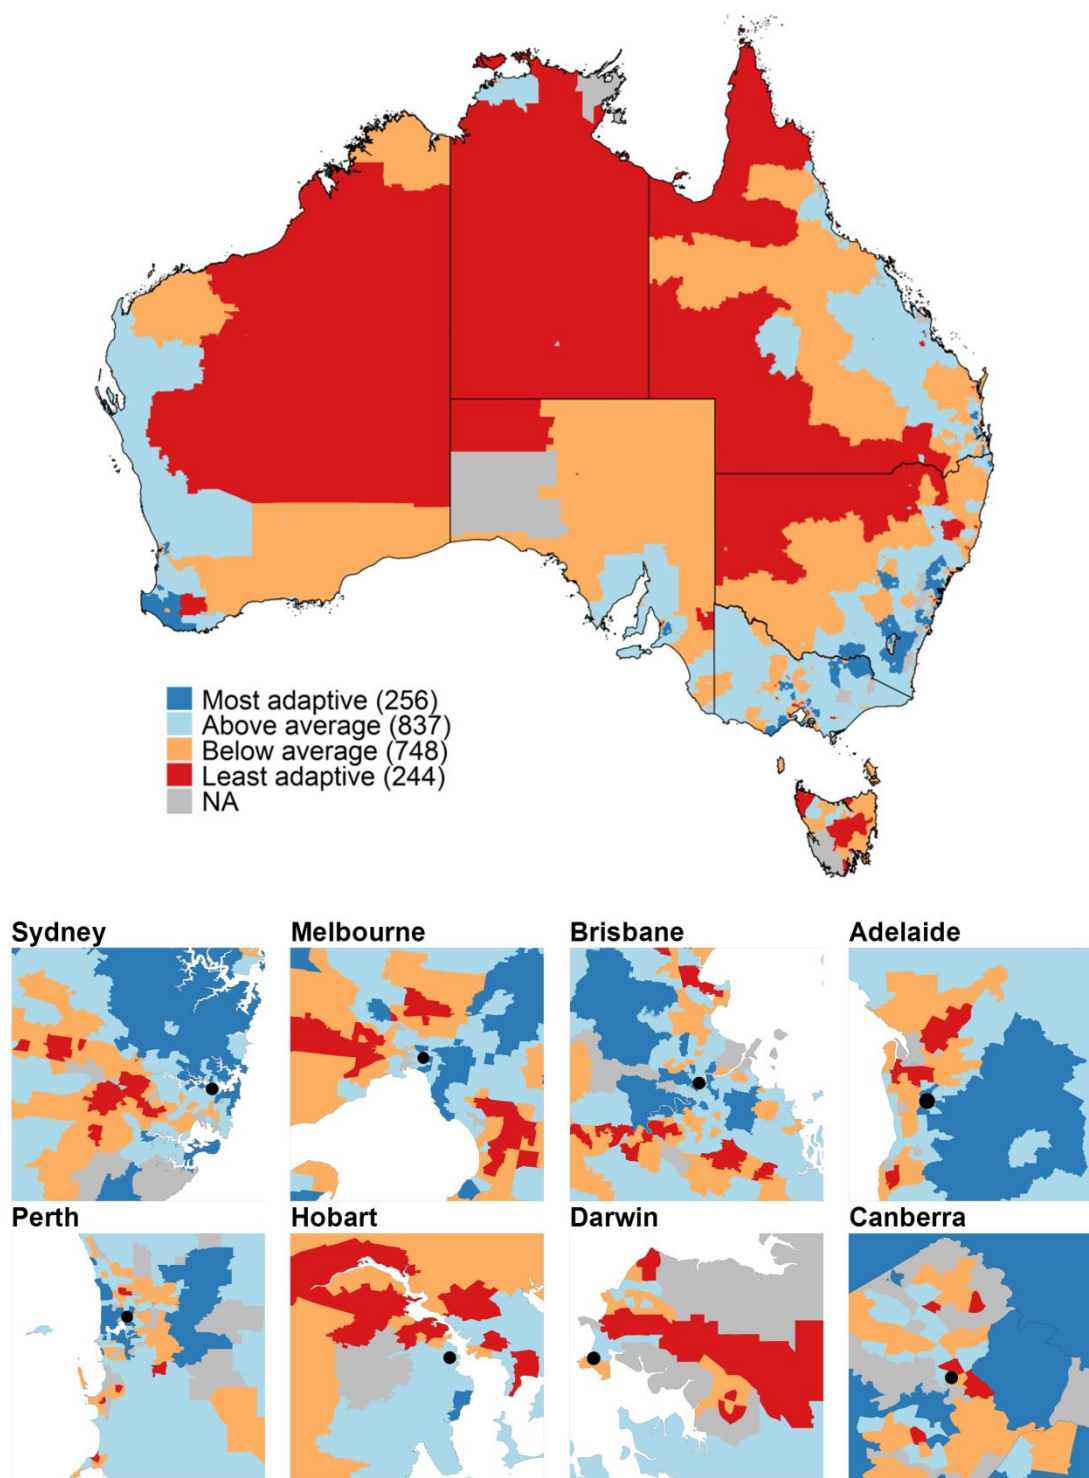 Most adaptive (256)
Above average (837)
Below average (748)
Least adaptive (244)
NA
Sydney
Melbourne
Brisbane
Adelaide
Perth
Hobart
Darwin
Canberra